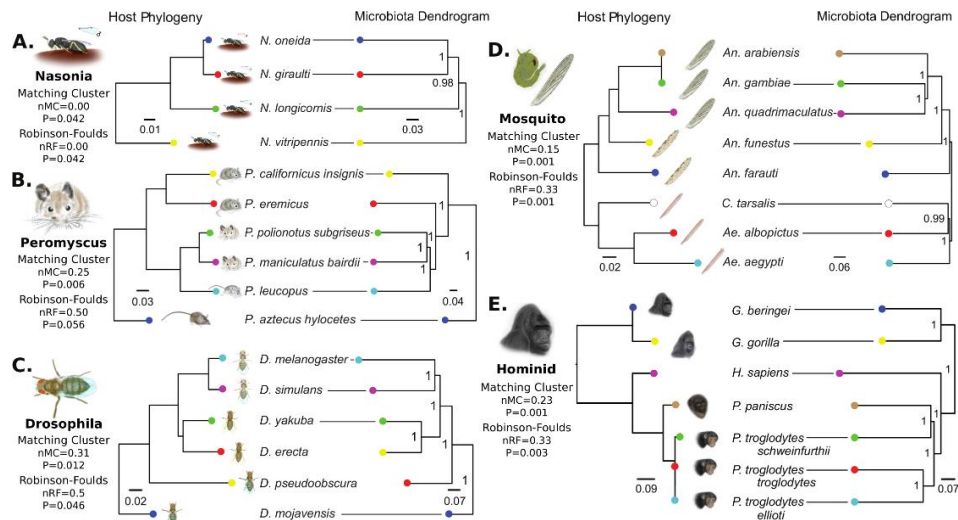 Host Phylogeny
Microbiota Dendrogram
A.
Nasonia
Matching Cluster
nMC=0.00
P=0.042
Robinson-Foulds
nRF=0.00
P=0.042
N. oneida
N. giraulti
N. longicornis
N. vitripennis
0.01
0.03
1
0.98
1
B.
Peromyscus
Matching Cluster
nMC=0.25
P=0.006
Robinson-Foulds
nRF=0.50
P=0.056
P. californicus insignis
P. eremicus
P. polionotus subgriseus
P. maniculatus bairdii
P. leucopus
P. aztecus hylocetes
0.03
0.04
1
1
1
1
C.
Drosophila
Matching Cluster
nMC=0.31
P=0.012
Robinson-Foulds
nRF=0.5
P=0.046
D. melanogaster
D. simulans
D. yakuba
D. erecta
D. pseudoobscura
D. mojavensis
0.02
0.07
1
1
1
1
Host Phylogeny
Microbiota Dendrogram
D.
Mosquito
Matching Cluster
nMC=0.15
P=0.001
Robinson-Foulds
nRF=0.33
P=0.001
An. arabiensis
An. gambiae
An. quadrimaculatus
An. funestus
An. farauti
C. tarsalis
Ae. albopictus
Ae. aegypti
0.02
0.06
1
1
1
1
0.99
1
E.
Hominid
Matching Cluster
nMC=0.23
P=0.001
Robinson-Foulds
nRF=0.33
P=0.003
G. beringei
G. gorilla
H. sapiens
P. paniscus
P. troglodytes
schweinfurthii
P. troglodytes
troglodytes
P. troglodytes
ellioti
0.09
0.07
1
1
1
1
1